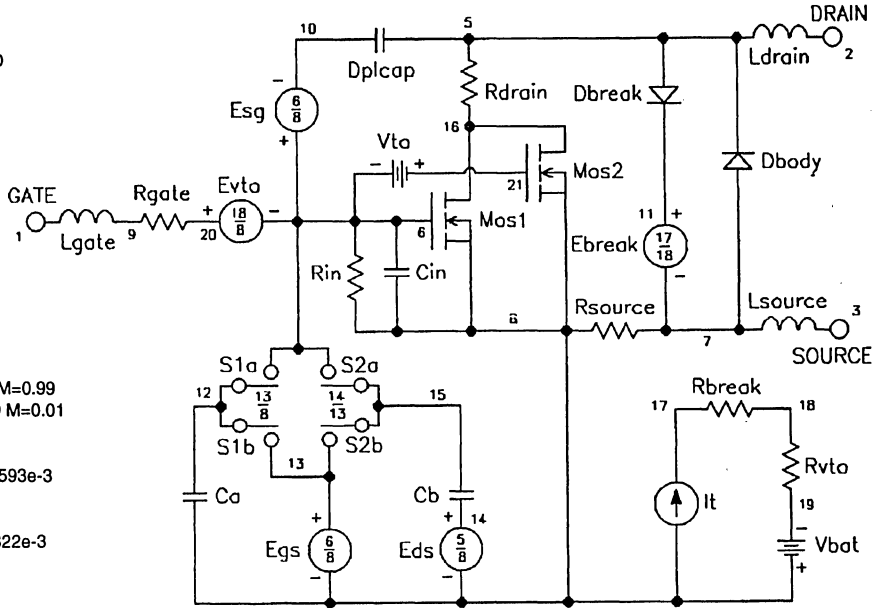 10
5
DRAIN
Dplcap
Ldrain
2
Esg
6
8
Rdrain
Dbreak
16
Vto
Mos2
Dbody
21
GATE
Rgate
Evto
1
Lgate
9
20
18
8
6
Mos1
11
Ebreak
17
18
Rin
Cin
Rsource
Lsource
3
8
7
SOURCE
S1a
S2a
M=0.99
M=0.01
12
13
8
14
13
15
Rbreak
17
18
S1b
S2b
13
593e-3
Rvto
Ca
Cb
It
19
14
322e-3
Egs
6
8
Eds
5
8
Vbat